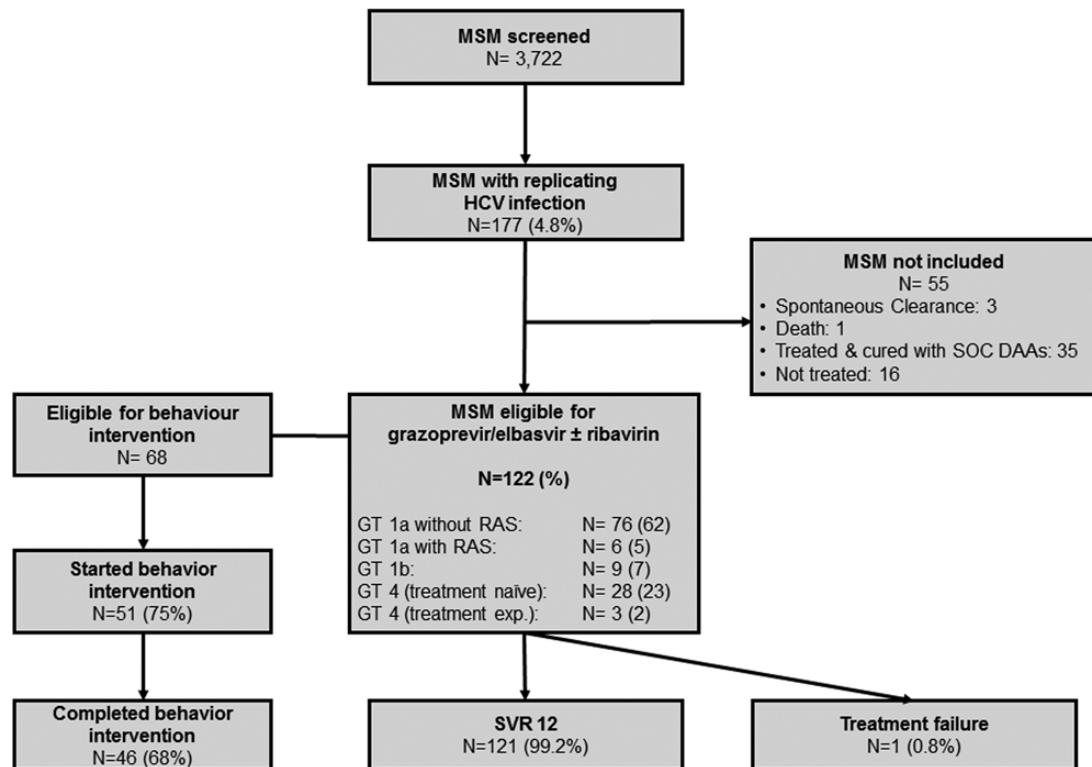 MSM screened
N= 3,722
MSM with replicating
HCV infection
N=177 (4.8%)
MSM not included
N= 55
• Spontaneous Clearance: 3
• Death: 1
• Treated & cured with SOC DAAs: 35
• Not treated: 16
Eligible for behaviour
intervention
N= 68
MSM eligible for
grazoprevir/elbasvir ± ribavirin
N=122 (%)
GT 1a without RAS: N= 76 (62)
GT 1a with RAS: N= 6 (5)
GT 1b: N= 9 (7)
GT 4 (treatment naïve): N= 28 (23)
GT 4 (treatment exp.): N= 3 (2)
Started behavior
intervention
N=51 (75%)
Completed behavior
intervention
N=46 (68%)
SVR 12
N=121 (99.2%)
Treatment failure
N=1 (0.8%)